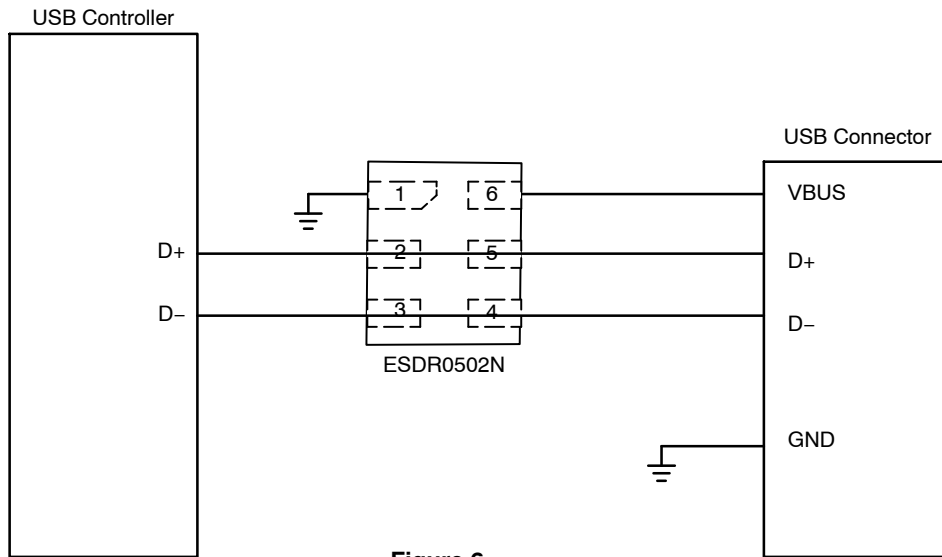 USB Controller
USB Connector
1
6
VBUS
D+
2
5
D+
D−
3
4
D−
ESDR0502N
GND
Figure 6